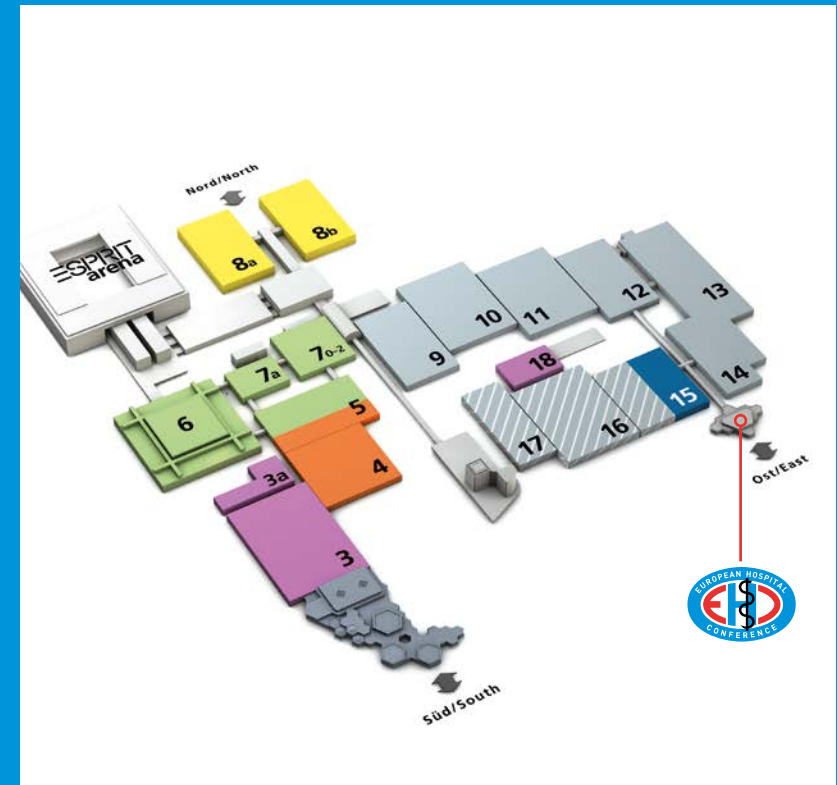 Nord/North
8b
8a
ESPRIT
arena
13
12
11
10
9
7 0-2
18
7a
14
15
5
6
16
17
4
Ost/East
3a
3
EUROPEAN HOSPITAL
EHC
CONFERENCE
Süd/South